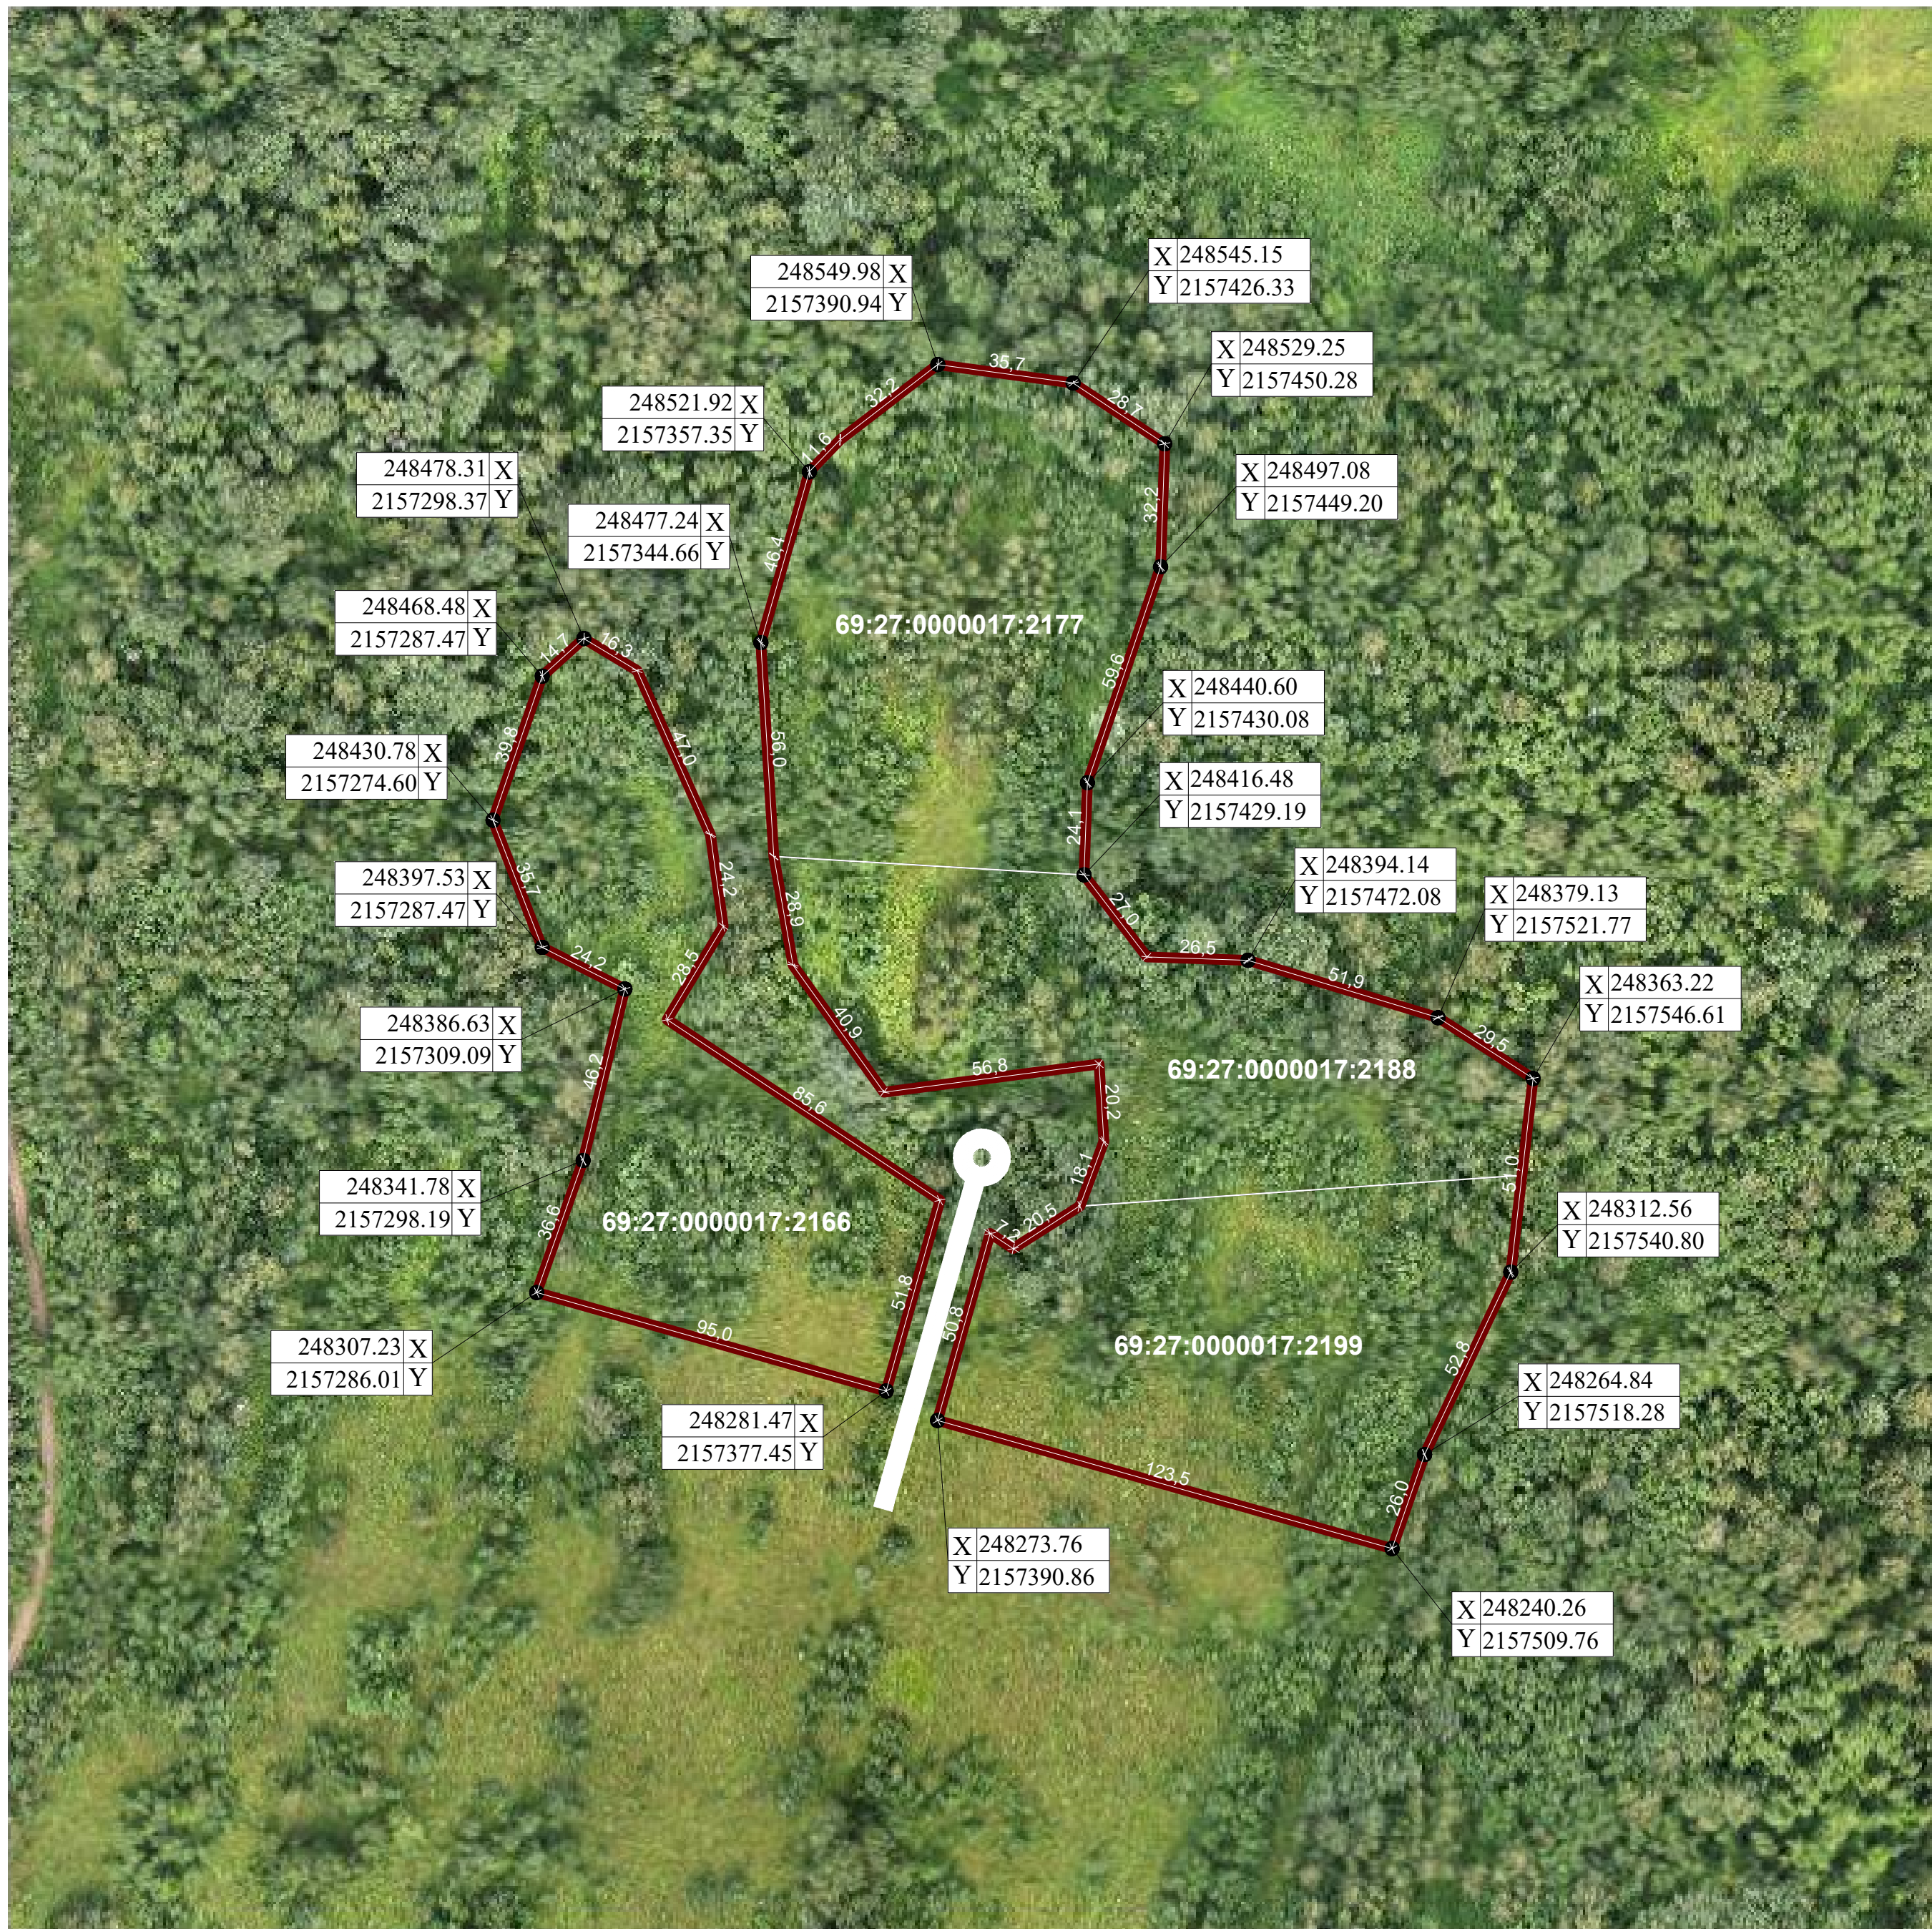 248549.98 X
2157390.94 Y
X 248545.15
Y 2157426.33
X 248529.25
Y 2157450.28
248521.92 X
2157357.35 Y
248478.31 X
2157298.37 Y
X 248497.08
Y 2157449.20
248477.24 X
2157344.66 Y
248468.48 X
2157287.47 Y
X 248440.60
Y 2157430.08
248430.78 X
2157274.60 Y
X 248416.48
Y 2157429.19
X 248394.14
Y 2157472.08
248397.53 X
2157287.47 Y
X 248379.13
Y 2157521.77
X 248363.22
Y 2157546.61
248386.63 X
2157309.09 Y
248341.78 X
2157298.19 Y
X 248312.56
Y 2157540.80
248307.23 X
2157286.01 Y
X 248264.84
Y 2157518.28
248281.47 X
2157377.45 Y
X 248273.76
Y 2157390.86
X 248240.26
Y 2157509.76
69:27:0000017:2177
69:27:0000017:2188
69:27:0000017:2166
69:27:0000017:2199
35,7
32,2
28,7
11,6
32,2
46,4
59,6
56,0
24,1
27,0
26,5
51,9
29,5
51,0
52,8
26,0
123,5
50,8
7,2
20,5
18,1
20,2
56,8
40,9
28,9
14,7
16,3
39,8
47,0
35,7
24,2
24,2
28,5
46,2
85,6
36,6
51,8
95,0